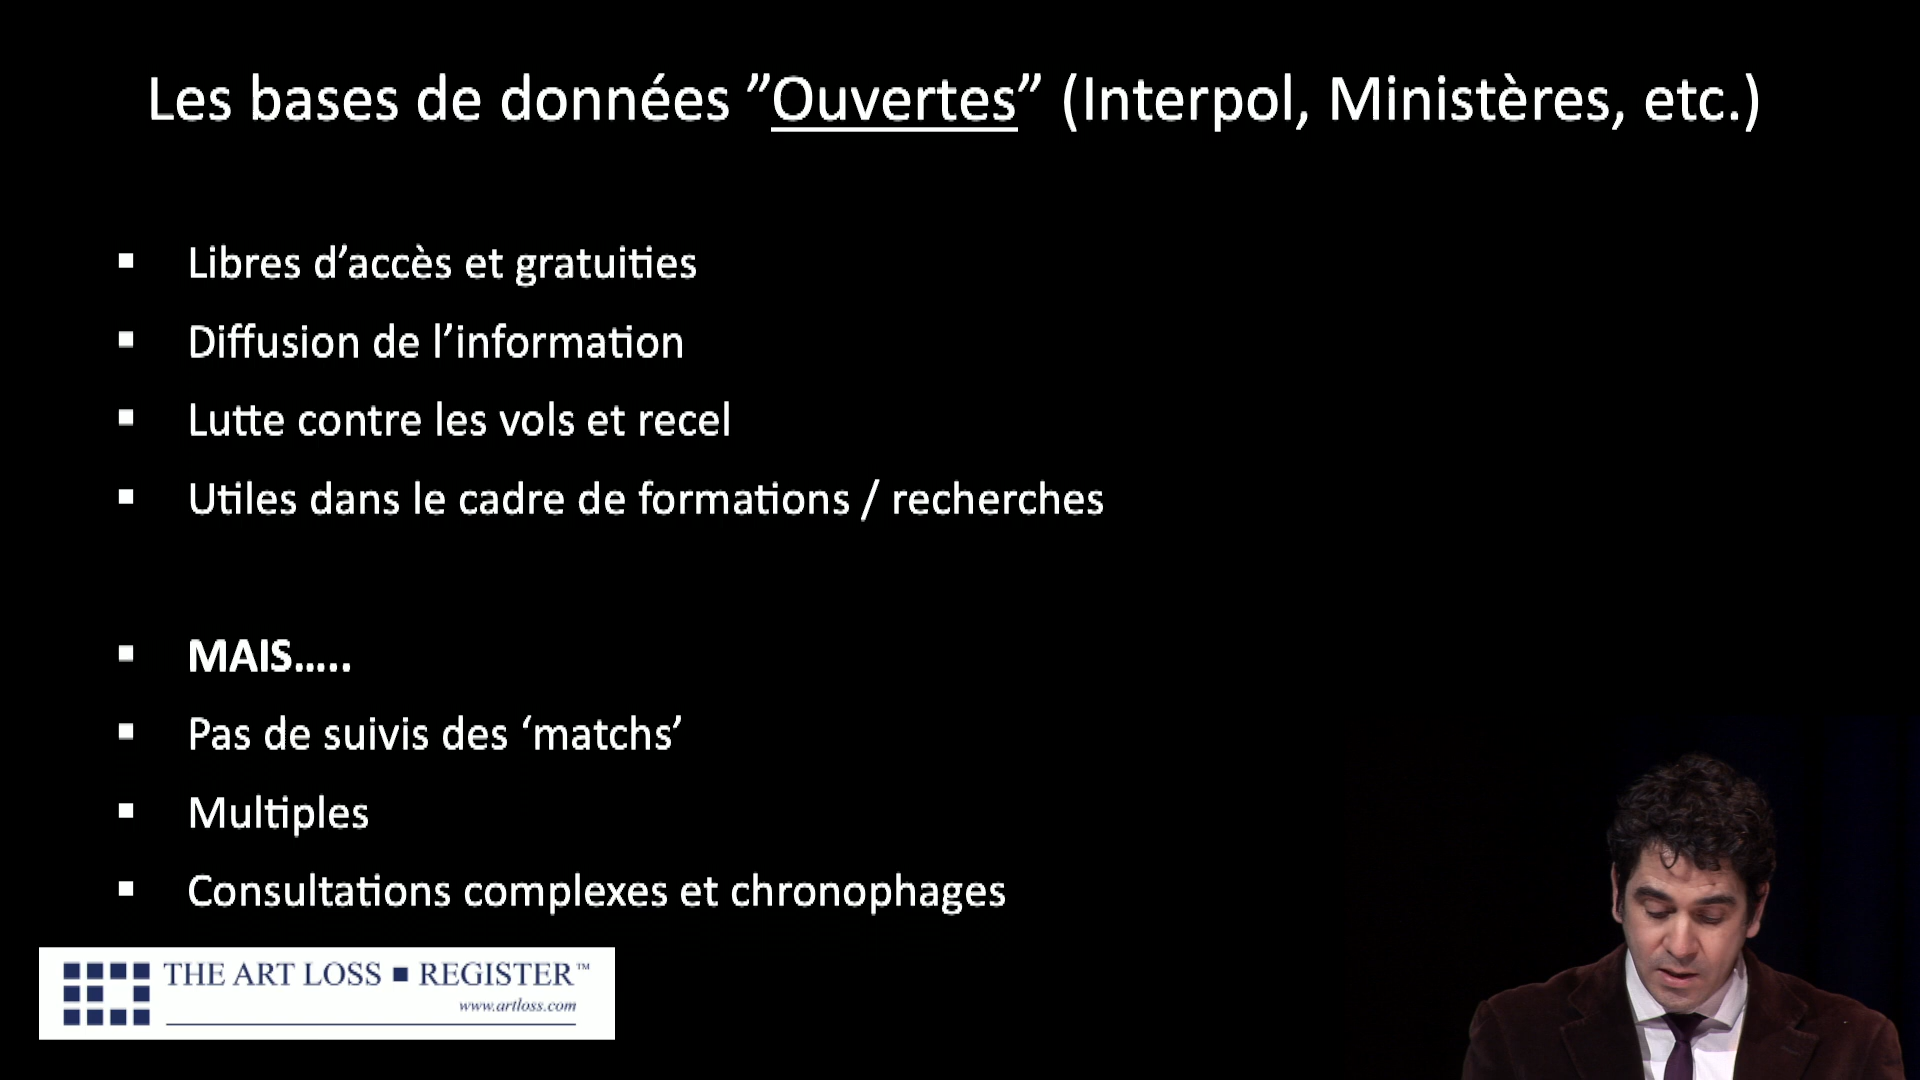 Les bases de données ”Ouvertes” (Interpol, Ministères, etc.)
▪ Libres d’accès et gratuities
▪ Diffusion de l’information
▪ Lutte contre les vols et recel
▪ Utiles dans le cadre de formations / recherches
▪ MAIS…..
▪ Pas de suivis des ‘matchs’
▪ Multiples
▪ Consultations complexes et chronophages
THE ART LOSS ■ REGISTER™
www.artloss.com